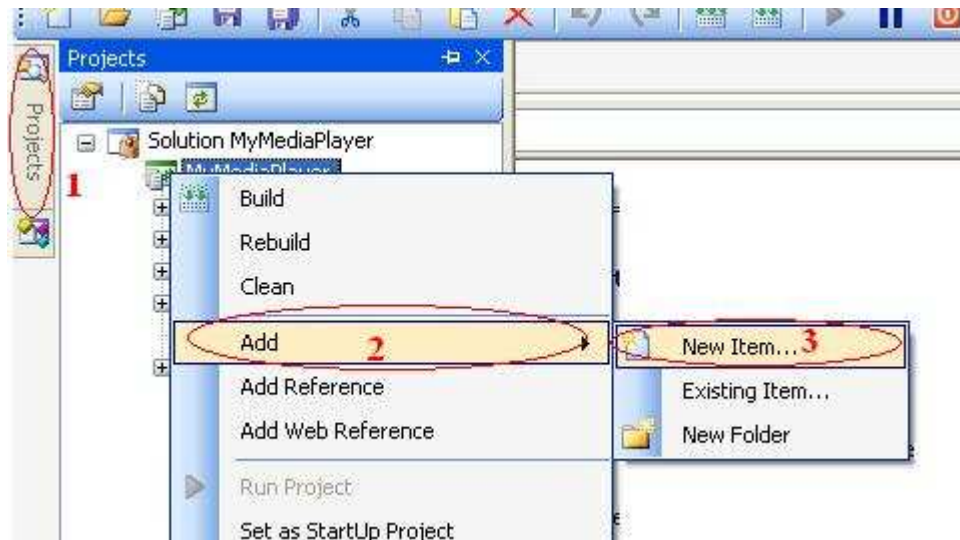 Projects
Projects
1
Solution MyMediaPlayer
MyMediaPlayer
Build
Rebuild
Clean
Add 2
New Item... 3
Add Reference
Existing Item...
Add Web Reference
New Folder
Run Project
Set as StartUp Project